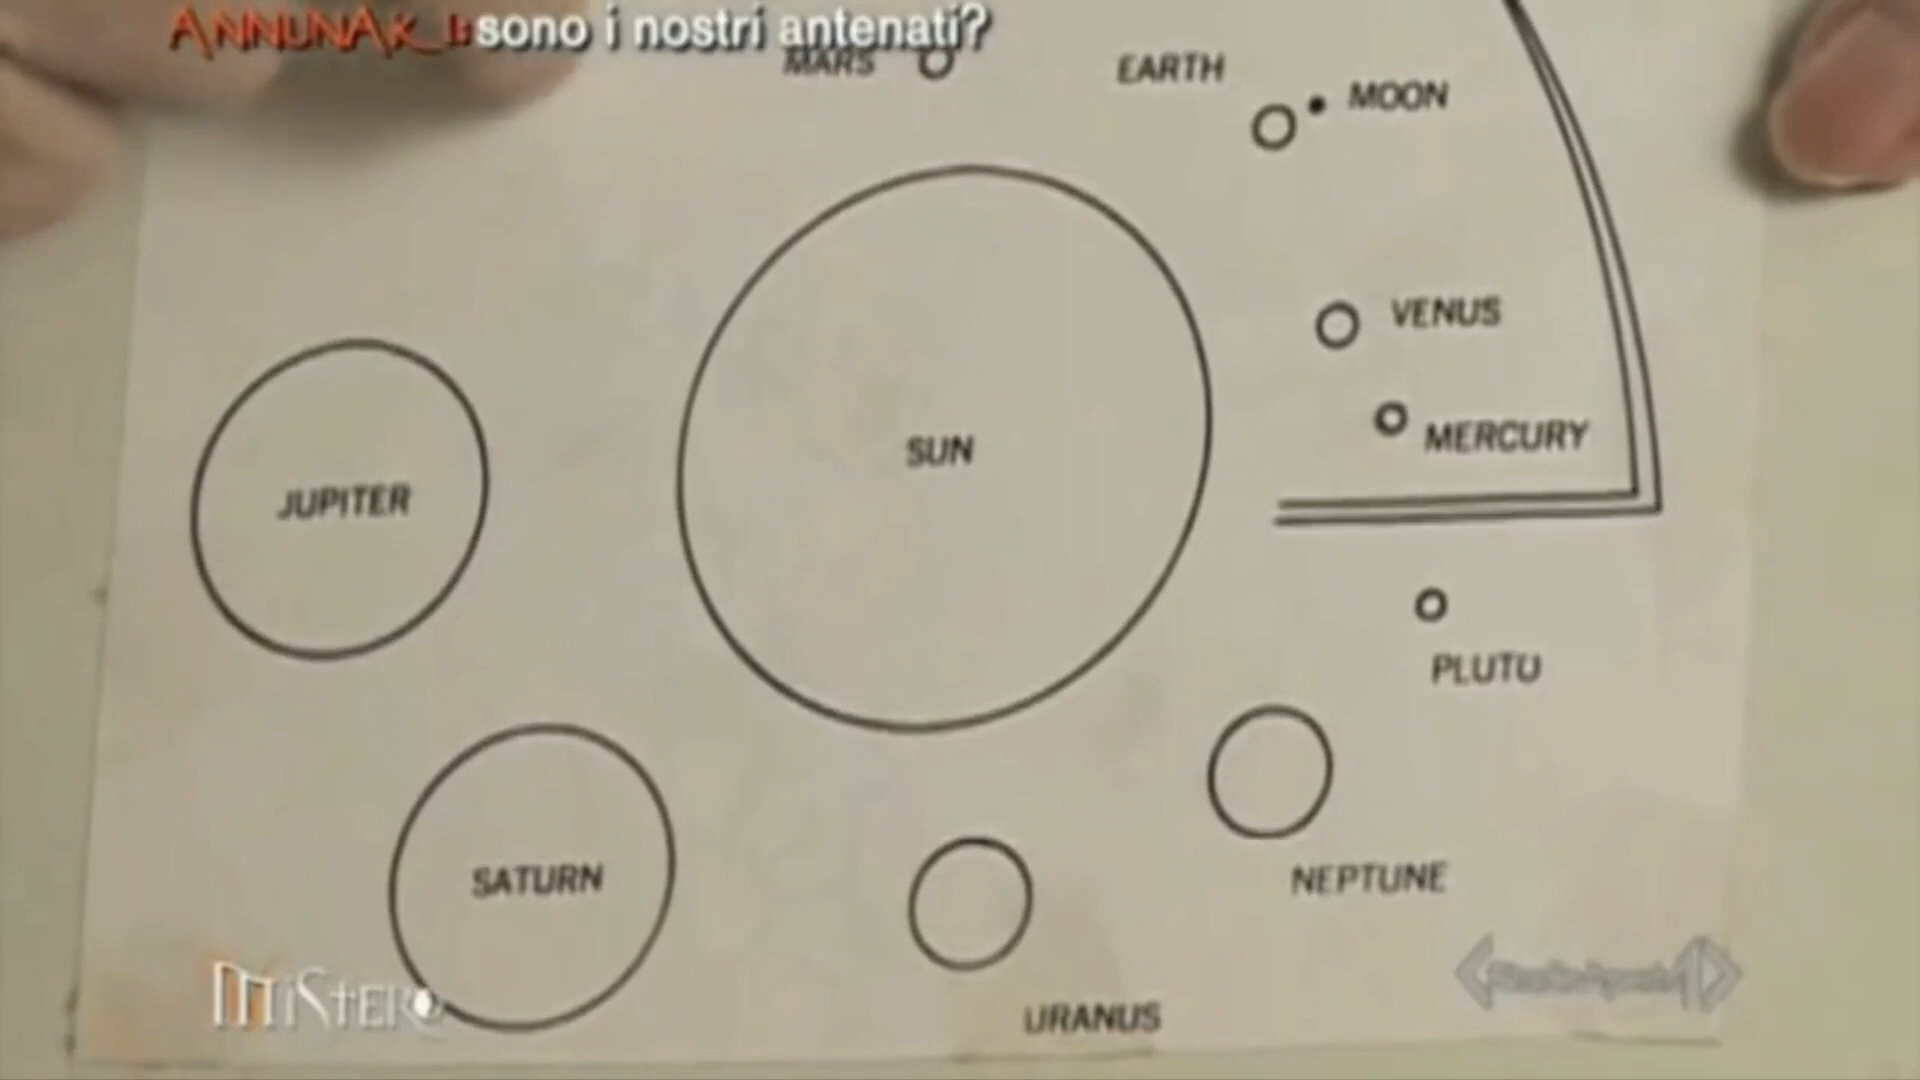 ANNUNAKI: sono i nostri antenati?
MARS
EARTH
MOON
VENUS
MERCURY
SUN
JUPITER
PLUTO
SATURN
NEPTUNE
URANUS
MISTERO